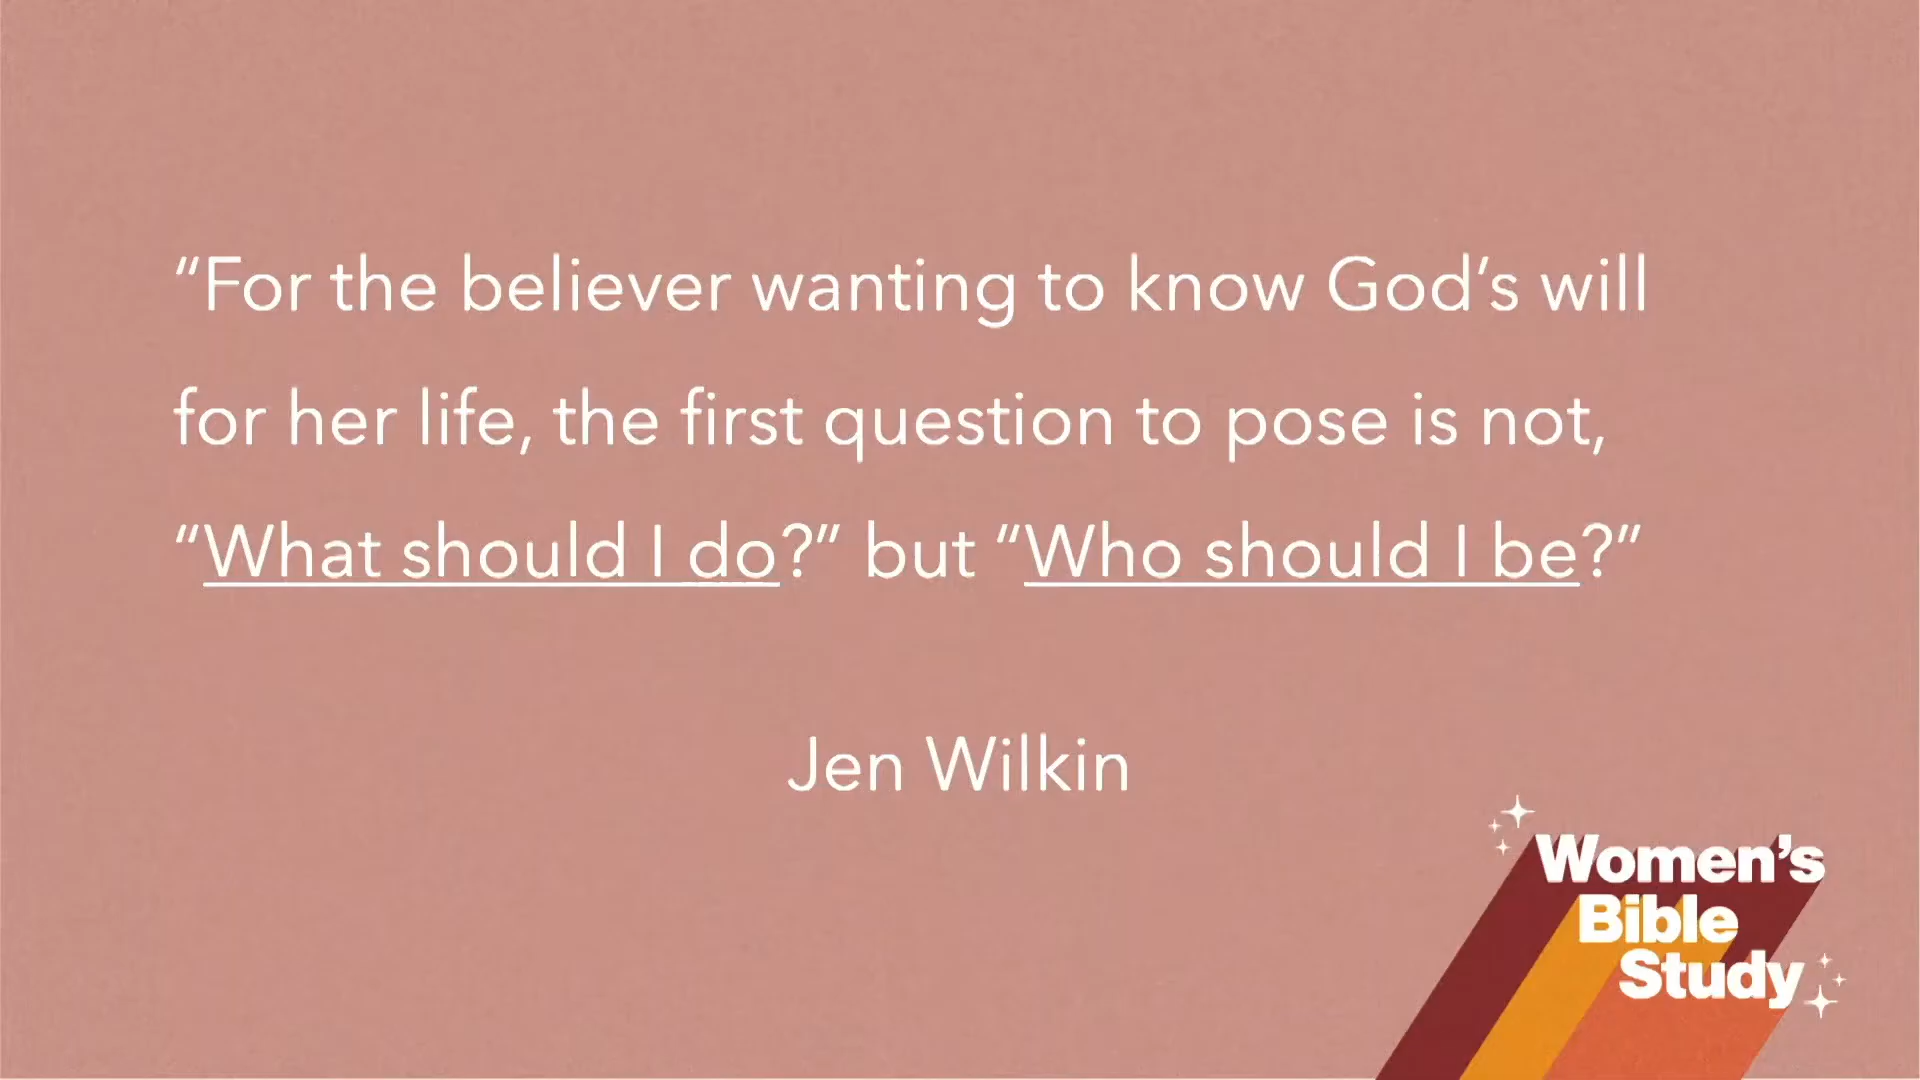 “For the believer wanting to know God’s will
for her life, the first question to pose is not,
“What should I do?” but “Who should I be?”
Jen Wilkin
Women’s
Bible
Study